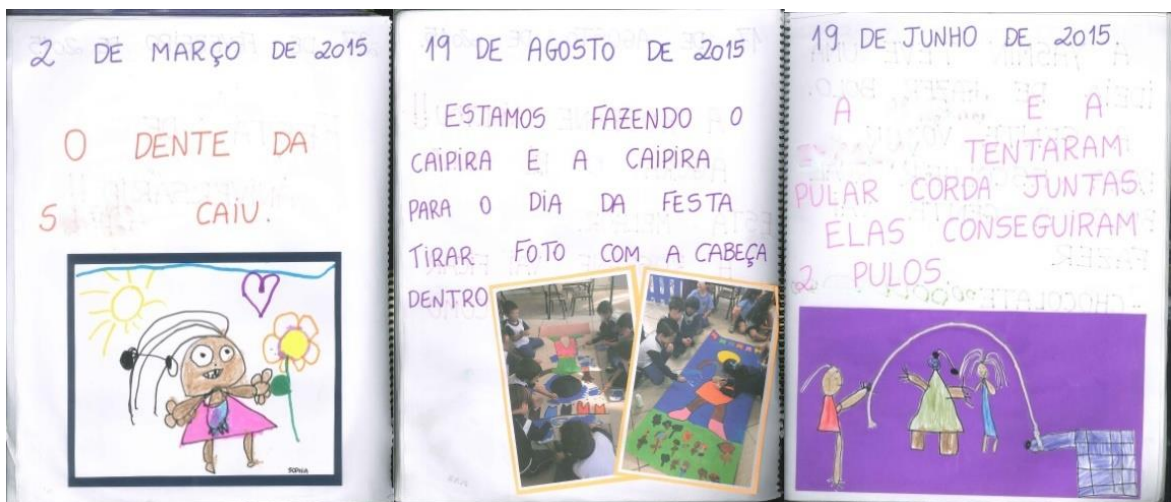 2 DE MARÇO DE 2015
O DENTE DA
S CAIU.
SOPHIA
19 DE AGOSTO DE 2015
ESTAMOS FAZENDO O
CAIPIRA E A CAIPIRA
PARA O DIA DA FESTA
TIRAR FOTO COM A CABEÇA
DENTRO
19 DE JUNHO DE 2015.
A E A
TENTARAM
PULAR CORDA JUNTAS.
ELAS CONSEGUIRAM
2 PULOS.